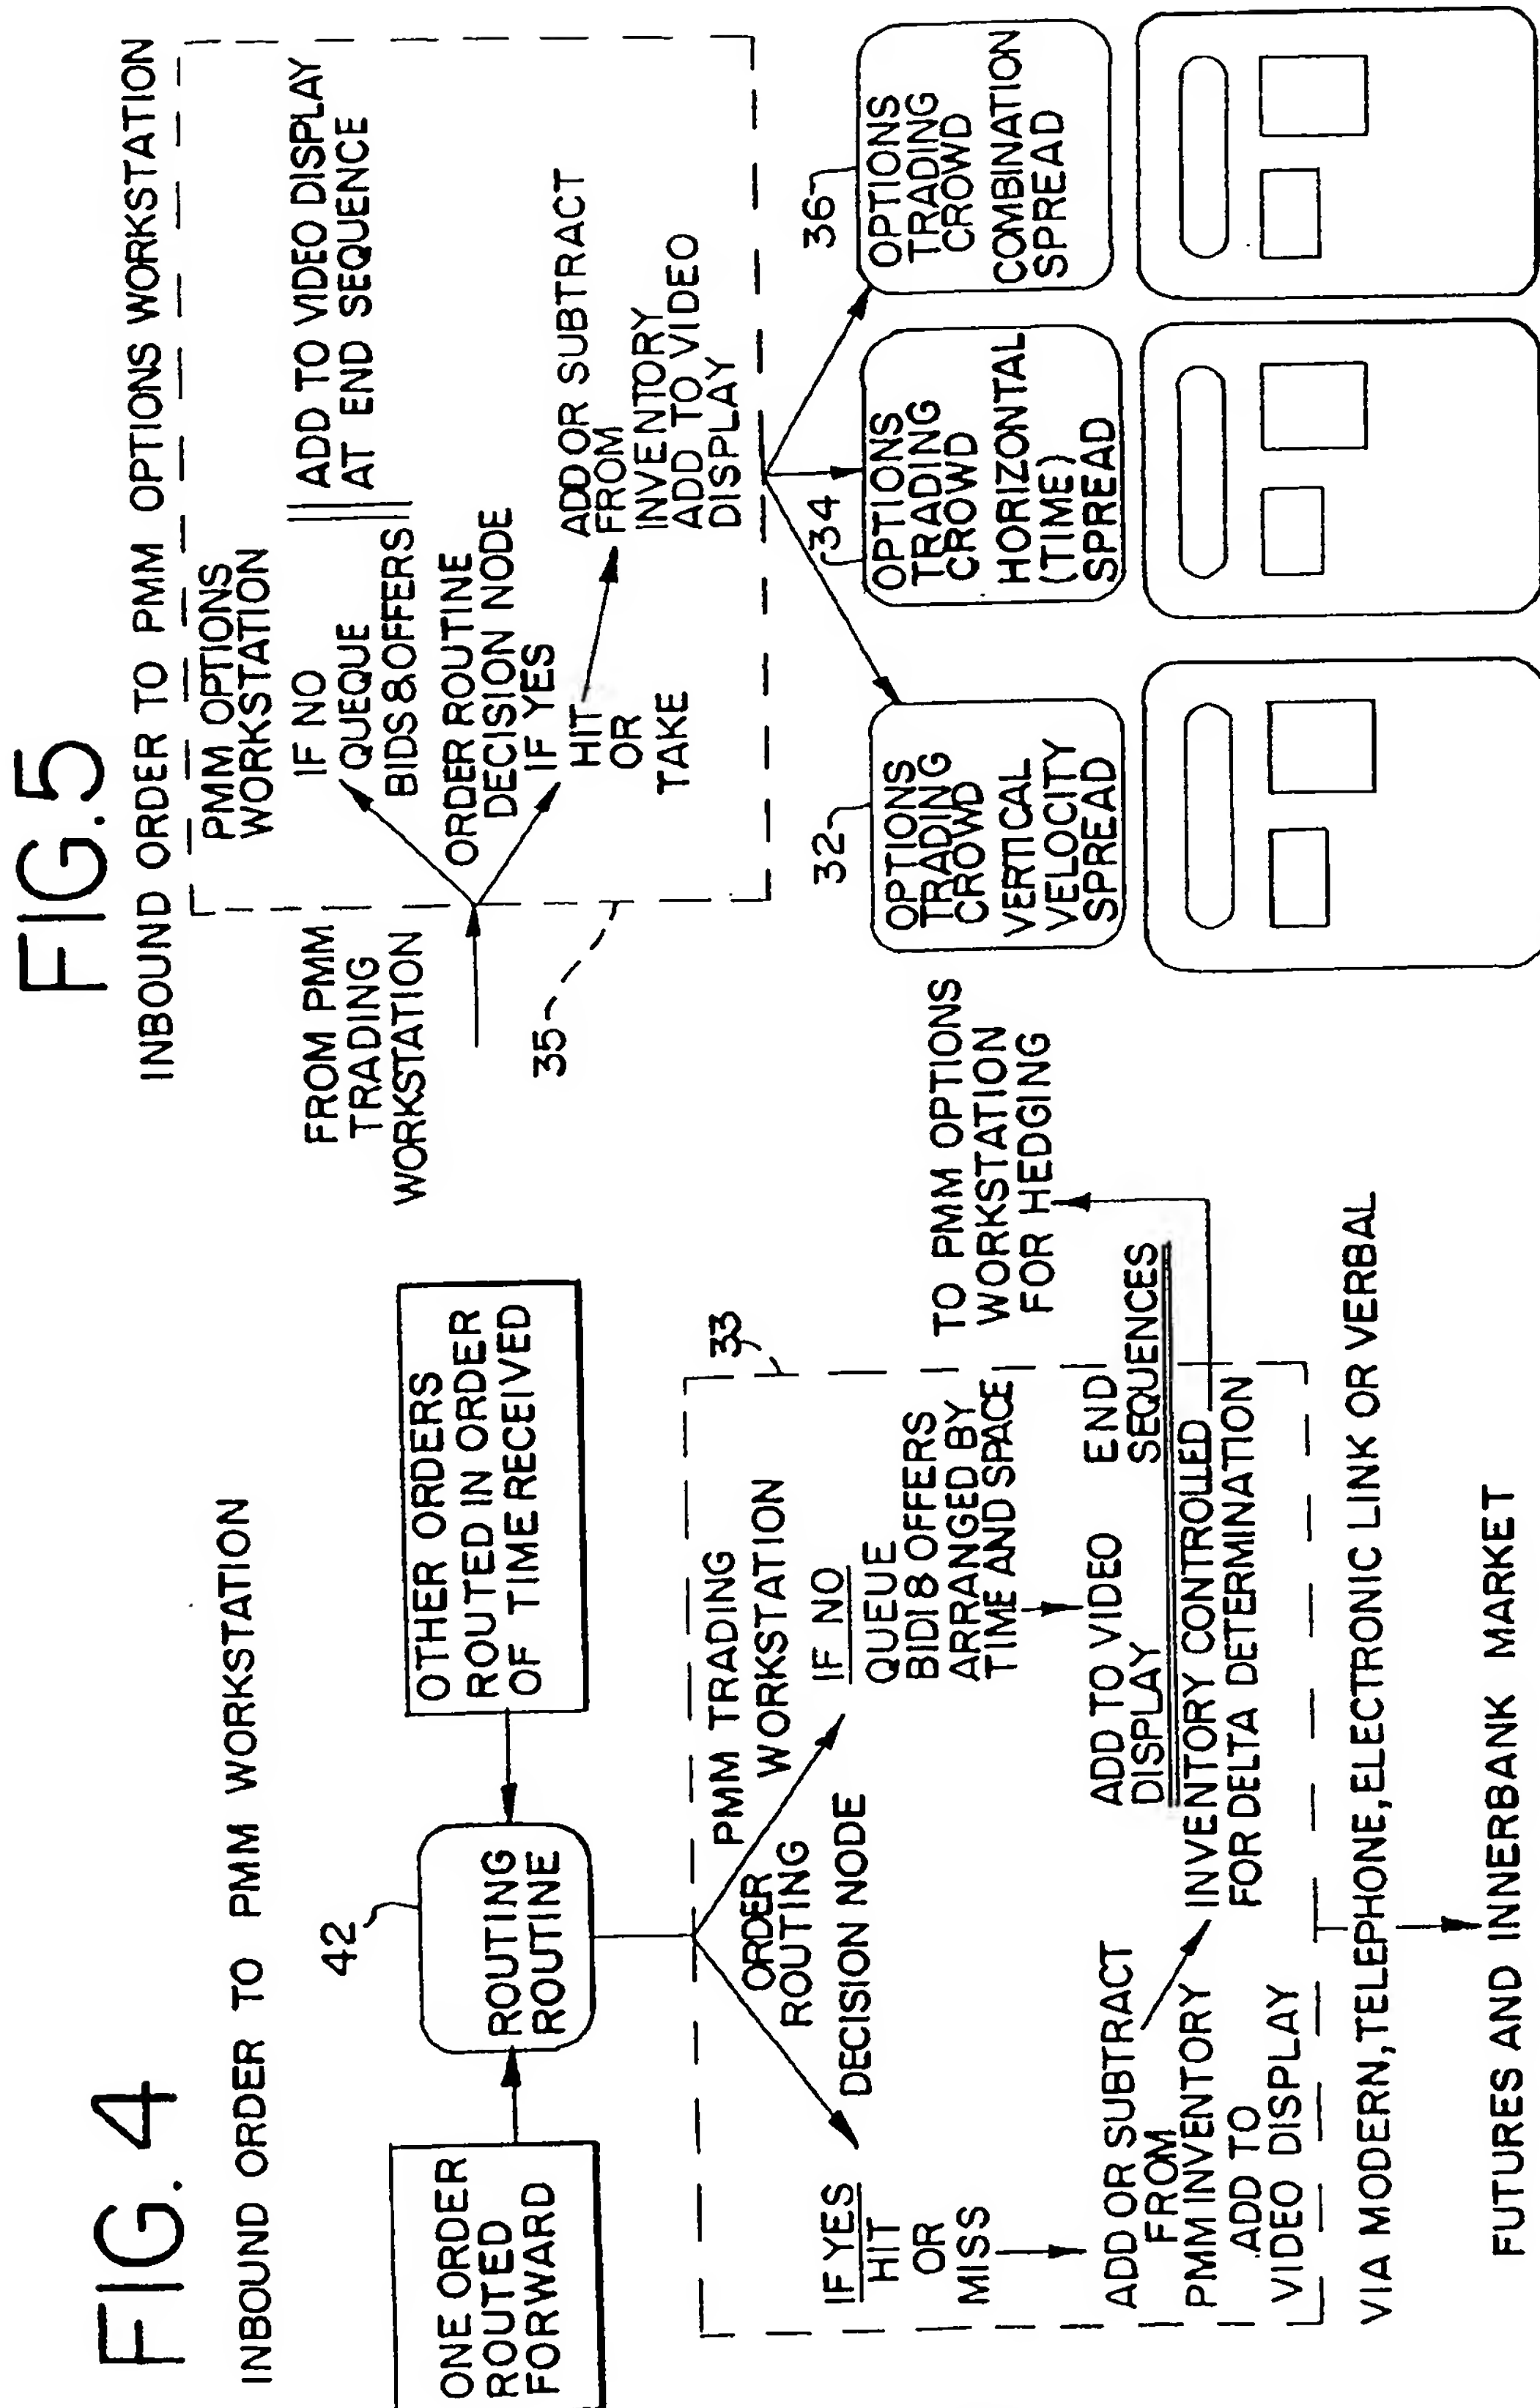 FIG. 4
INBOUND ORDER TO PMM WORKSTATION
ONE ORDER
ROUTED
FORWARD
42
ROUTING
ROUTINE
OTHER ORDERS
ROUTED IN ORDER
OF TIME RECEIVED
33
PMM TRADING
WORKSTATION
ORDER
ROUTING
DECISION NODE
IF YES
HIT
OR
MISS
IF NO
QUEUE
BIDI & OFFERS
ARRANGED BY
TIME AND SPACE
ADD TO VIDEO
DISPLAY
END
SEQUENCES
ADD OR SUBTRACT
FROM
PMM INVENTORY
ADD TO
VIDEO DISPLAY
INVENTORY CONTROLLED
FOR DELTA DETERMINATION
TO PMM OPTIONS
WORKSTATION
FOR HEDGING
VIA MODERN, TELEPHONE, ELECTRONIC LINK OR VERBAL
FUTURES AND INNERBANK MARKET
FIG.5
INBOUND ORDER TO PMM OPTIONS WORKSTATION
FROM PMM
TRADING
WORKSTATION
35
PMM OPTIONS
WORKSTATION
IF NO
QUEQUE
BIDS & OFFERS
ADD TO VIDEO DISPLAY
AT END SEQUENCE
ORDER ROUTINE
DECISION NODE
IF YES
HIT
OR
TAKE
ADD OR SUBTRACT
FROM
INVENTORY
ADD TO VIDEO
DISPLAY
32
OPTIONS
TRADING
CROWD
VERTICAL
VELOCITY
SPREAD
34
OPTIONS
TRADING
CROWD
HORIZONTAL
(TIME)
SPREAD
36
OPTIONS
TRADING
CROWD
COMBINATION
SPREAD